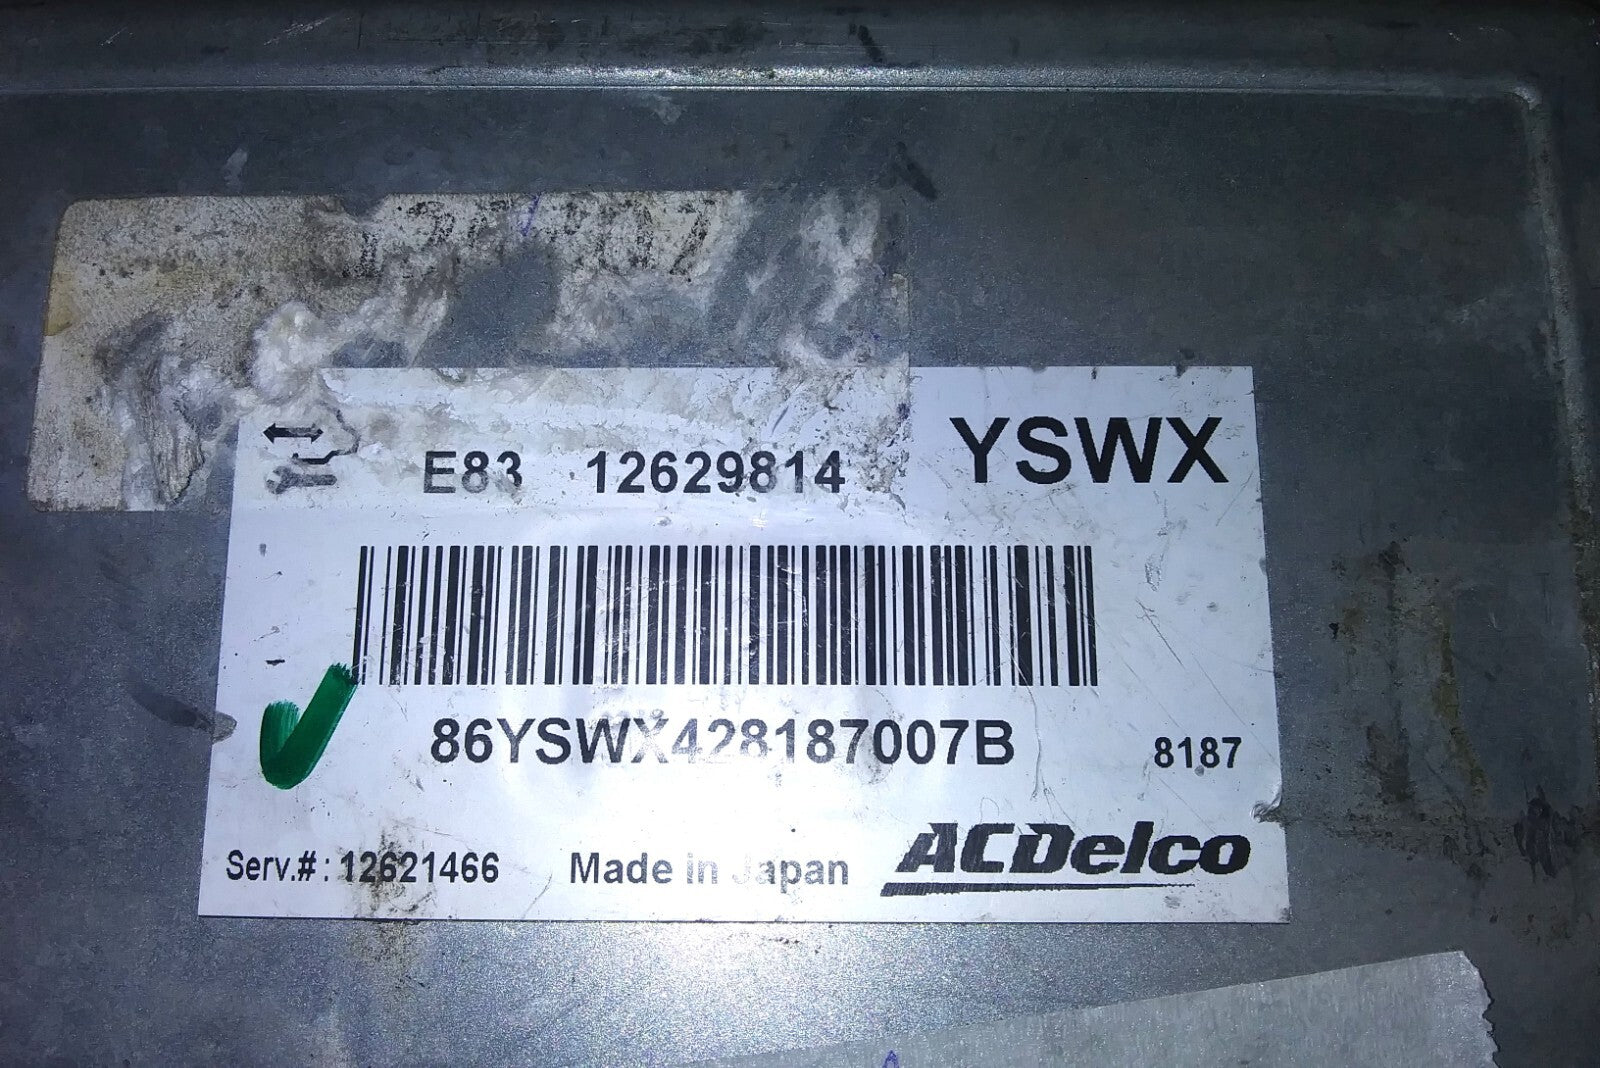 E83 12629814 YSWX
86YSWX428187007B 8187
Serv.#: 12621466 Made in Japan ACDelco